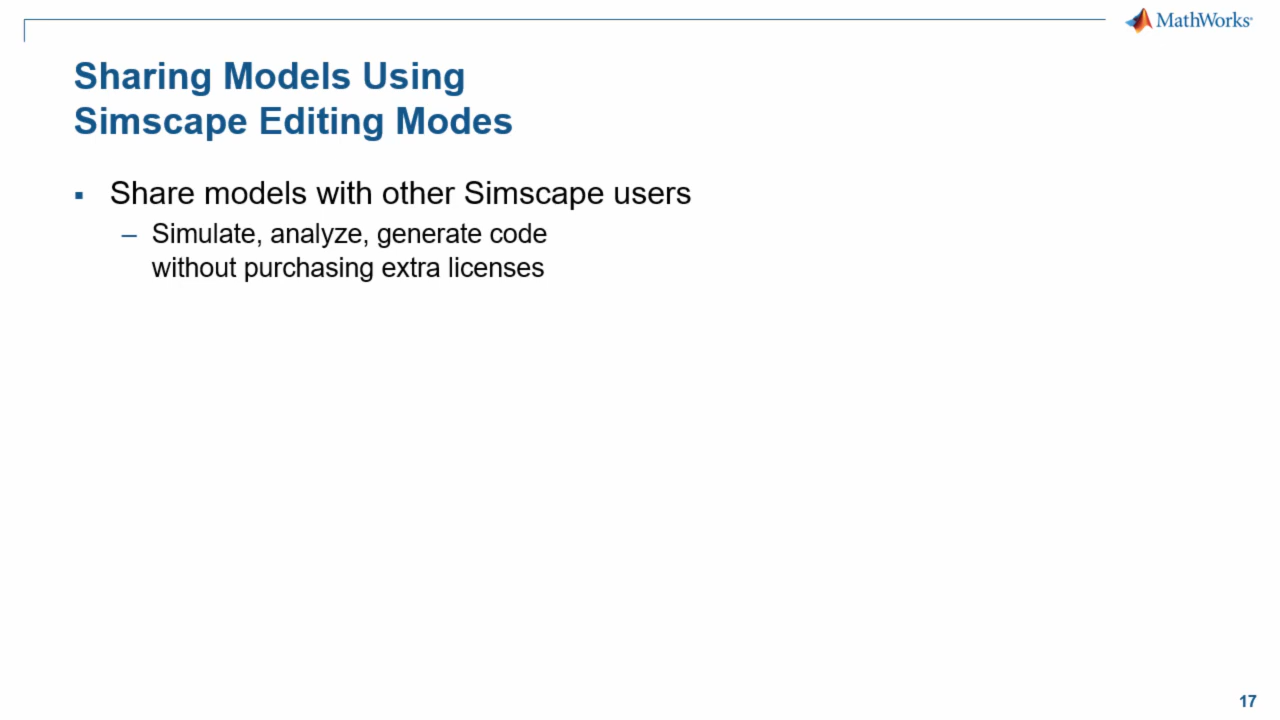 MathWorks
Sharing Models Using
Simscape Editing Modes
▪ Share models with other Simscape users
– Simulate, analyze, generate code
without purchasing extra licenses
17